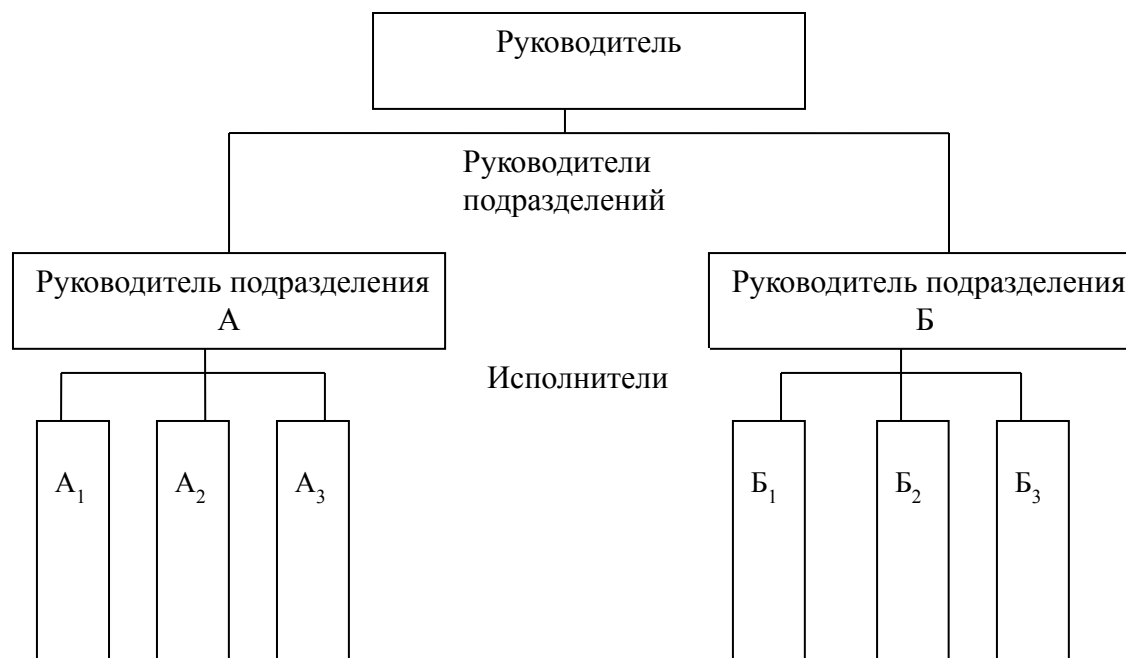 Руководитель
Руководители
подразделений
Руководитель подразделения
А
Руководитель подразделения
Б
Исполнители
А₁ А₂ А₃ Б₁ Б₂ Б₃